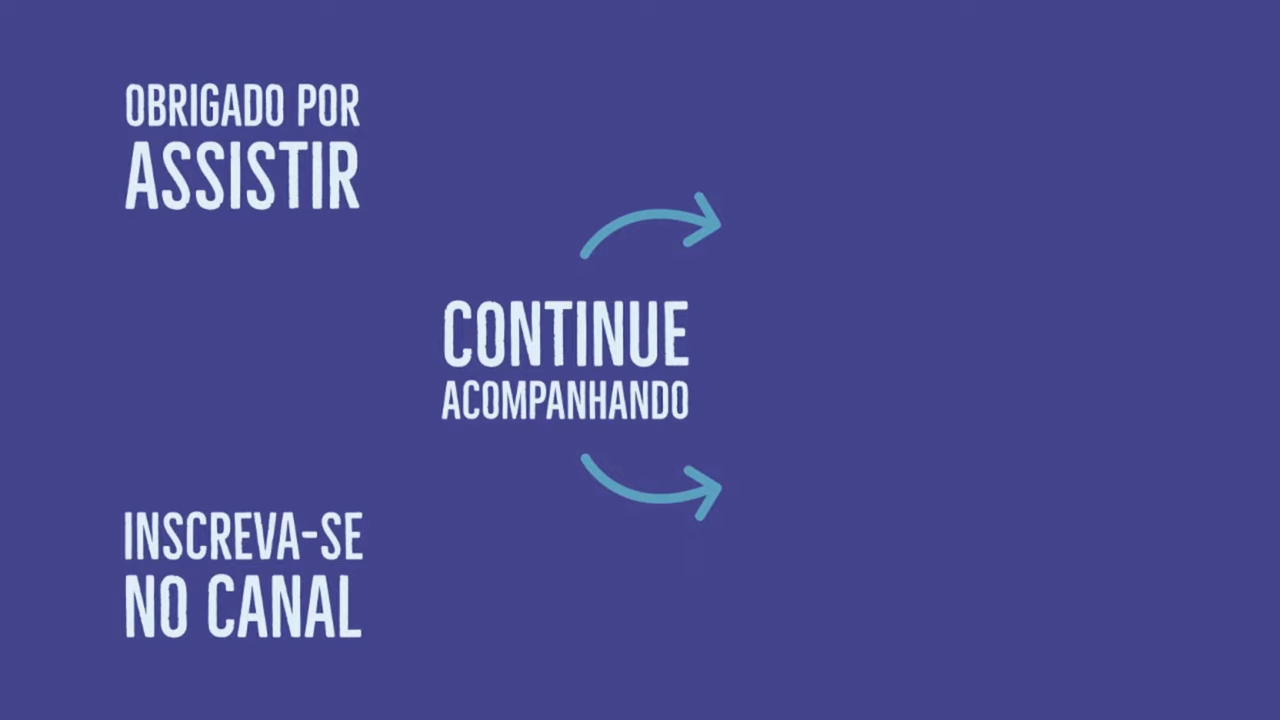 OBRIGADO POR
ASSISTIR
CONTINUE
ACOMPANHANDO
INSCREVA-SE
NO CANAL